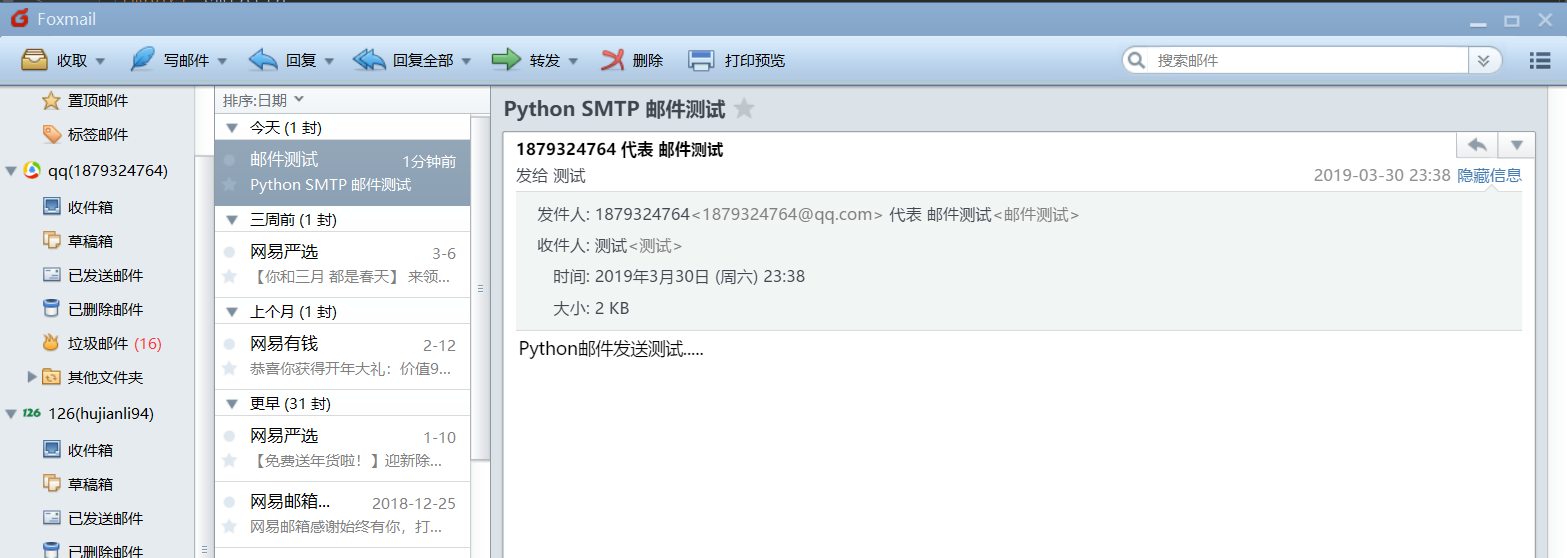 Foxmail
收取 写邮件 回复 回复全部 转发 删除 打印预览 搜索邮件
置顶邮件
标签邮件
qq(1879324764)
收件箱
草稿箱
已发送邮件
已删除邮件
垃圾邮件 (16)
其他文件夹
126 126(hujianli94)
收件箱
草稿箱
已发送邮件
已删除邮件
排序:日期
今天 (1 封)
邮件测试 1分钟前
Python SMTP 邮件测试
三周前 (1 封)
网易严选 3-6
【你和三月 都是春天】 来领...
上个月 (1 封)
网易有钱 2-12
恭喜你获得开年大礼：价值9...
更早 (31 封)
网易严选 1-10
【免费送年货啦！】迎新除...
网易邮箱... 2018-12-25
网易邮箱感谢始终有你，打...
Python SMTP 邮件测试
1879324764 代表 邮件测试
发给 测试 2019-03-30 23:38 隐藏信息
发件人: 1879324764<1879324764@qq.com> 代表 邮件测试<邮件测试>
收件人: 测试<测试>
时间: 2019年3月30日 (周六) 23:38
大小: 2 KB
Python邮件发送测试.....